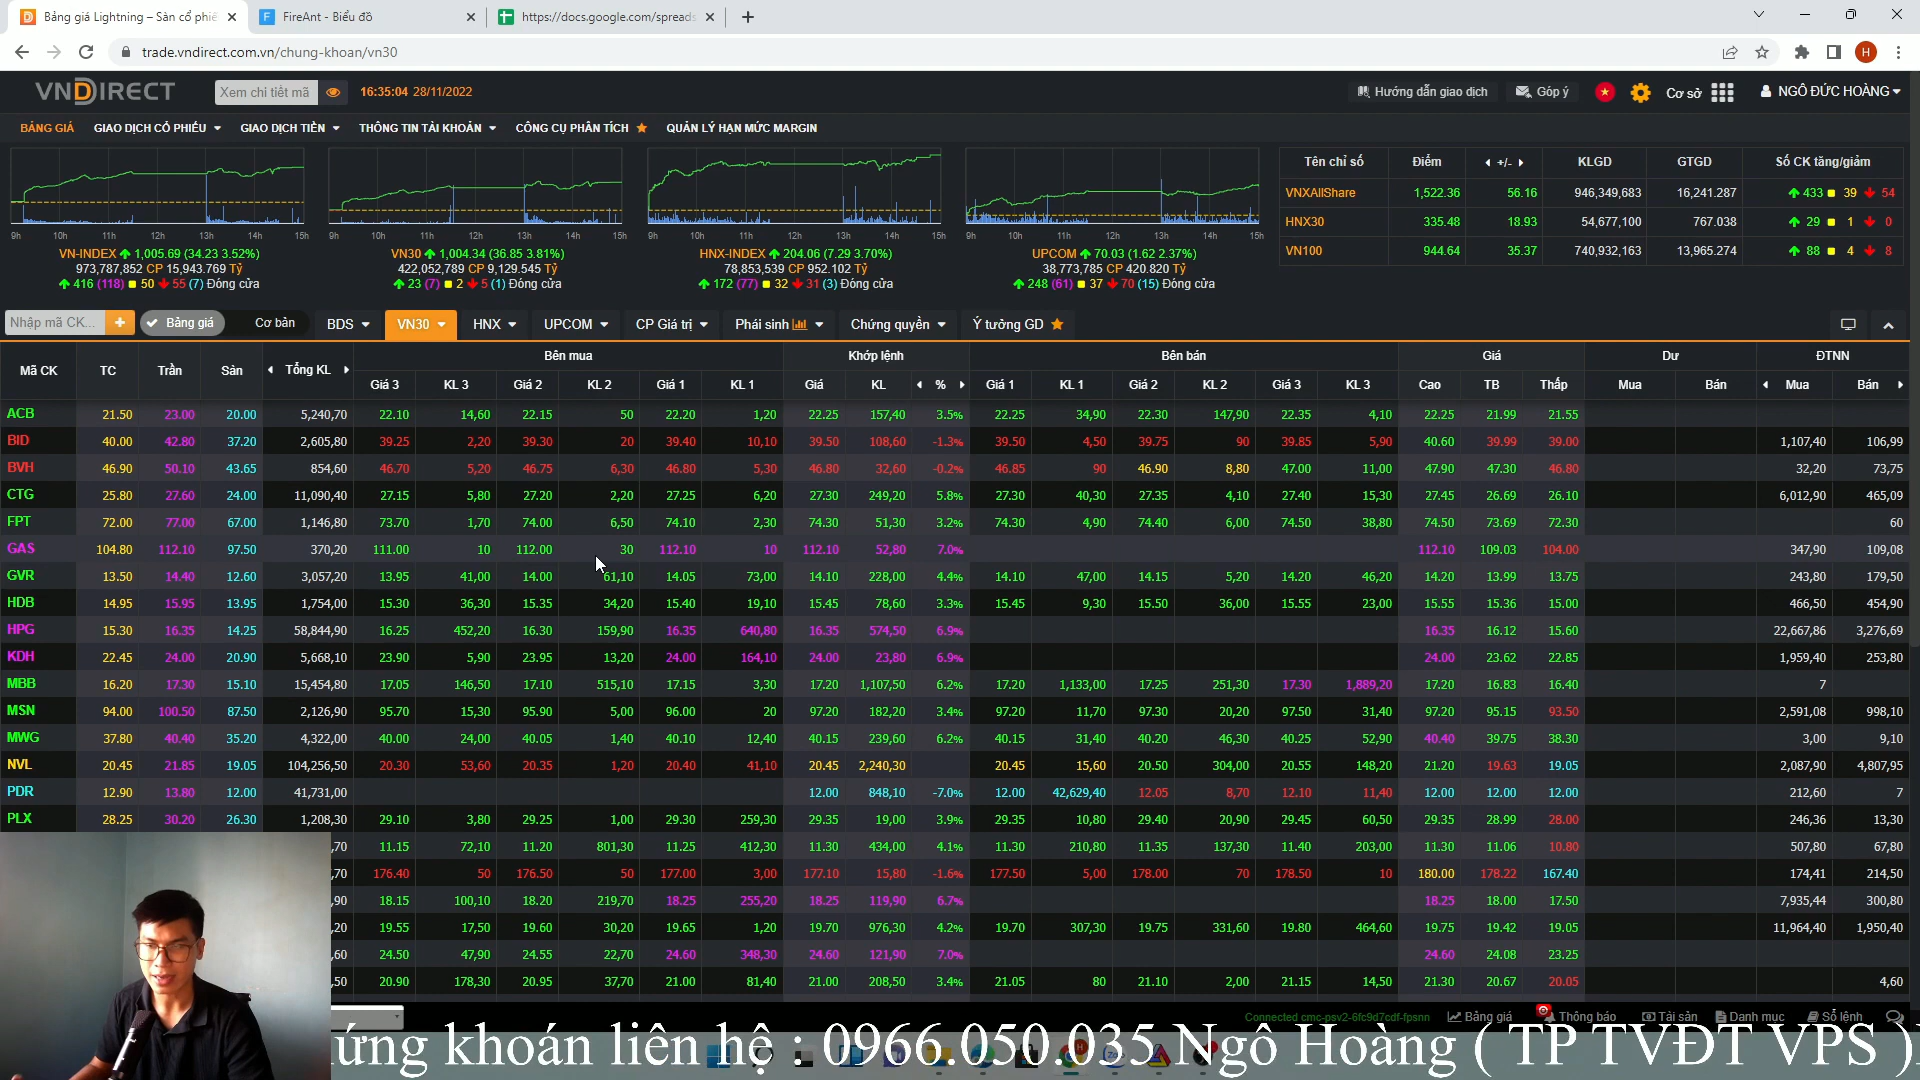 Bảng giá Lightning – Sàn cổ phiế
FireAnt - Biểu đồ
https://docs.google.com/spreads
trade.vndirect.com.vn/chung-khoan/vn30
H
VNDIRECT
Xem chi tiết mã
16:35:04 28/11/2022
Hướng dẫn giao dịch
Góp ý
Cơ sở
NGÔ ĐỨC HOÀNG
BẢNG GIÁ GIAO DỊCH CỔ PHIẾU GIAO DỊCH TIỀN THÔNG TIN TÀI KHOẢN CÔNG CỤ PHÂN TÍCH QUẢN LÝ HẠN MỨC MARGIN
9h 10h 11h 12h 13h 14h 15h
VN-INDEX 1,005.69 (34.23 3.52%)
973,787,852 CP 15,943.769 Tỷ
416 (118) 50 55 (7) Đóng cửa
9h 10h 11h 12h 13h 14h 15h
VN30 1,004.34 (36.85 3.81%)
422,052,789 CP 9,129.545 Tỷ
23 (7) 2 5 (1) Đóng cửa
9h 10h 11h 12h 13h 14h 15h
HNX-INDEX 204.06 (7.29 3.70%)
78,853,539 CP 952.102 Tỷ
172 (77) 32 31 (3) Đóng cửa
9h 10h 11h 12h 13h 14h 15h
UPCOM 70.03 (1.62 2.37%)
38,773,785 CP 420.820 Tỷ
248 (61) 37 70 (15) Đóng cửa
Tên chỉ số Điểm +/- KLGD GTGD Số CK tăng/giảm
VNXAllShare 1,522.36 56.16 946,349,683 16,241.287 433 39 54
HNX30 335.48 18.93 54,677,100 767.038 29 1 0
VN100 944.64 35.37 740,932,163 13,965.274 88 4 8
Nhập mã CK... + Bảng giá Cơ bản BDS VN30 HNX UPCOM CP Giá trị Phái sinh Chứng quyền Ý tưởng GD
Mã CK TC Trần Sàn Tổng KL Bên mua Khớp lệnh Bên bán Giá Dư ĐTNN
Giá 3 KL 3 Giá 2 KL 2 Giá 1 KL 1 Giá KL % Giá 1 KL 1 Giá 2 KL 2 Giá 3 KL 3 Cao TB Thấp Mua Bán Mua Bán
ACB 21.50 23.00 20.00 5,240,70 22.10 14,60 22.15 50 22.20 1,20 22.25 157,40 3.5% 22.25 34,90 22.30 147,90 22.35 4,10 22.25 21.99 21.55
BID 40.00 42.80 37.20 2,605,80 39.25 2,20 39.30 20 39.40 10,10 39.50 108,60 -1.3% 39.50 4,50 39.75 90 39.85 5,90 40.60 39.99 39.00 1,107,40 106,99
BVH 46.90 50.10 43.65 854,60 46.70 5,20 46.75 6,30 46.80 5,30 46.80 32,60 -0.2% 46.85 90 46.90 8,80 47.00 11,00 47.90 47.30 46.80 32,20 73,75
CTG 25.80 27.60 24.00 11,090,40 27.15 5,80 27.20 2,20 27.25 6,20 27.30 249,20 5.8% 27.30 40,30 27.35 4,10 27.40 15,30 27.45 26.69 26.10 6,012,90 465,09
FPT 72.00 77.00 67.00 1,146,80 73.70 1,70 74.00 6,50 74.10 2,30 74.30 51,30 3.2% 74.30 4,90 74.40 6,00 74.50 38,80 74.50 73.69 72.30 60
GAS 104.80 112.10 97.50 370,20 111.00 10 112.00 30 112.10 10 112.10 52,80 7.0% 112.10 109.03 104.00 347,90 109,08
GVR 13.50 14.40 12.60 3,057,20 13.95 41,00 14.00 61,10 14.05 73,00 14.10 228,00 4.4% 14.10 47,00 14.15 5,20 14.20 46,20 14.20 13.99 13.75 243,80 179,50
HDB 14.95 15.95 13.95 1,754,00 15.30 36,30 15.35 34,20 15.40 19,10 15.45 78,60 3.3% 15.45 9,30 15.50 36,00 15.55 23,00 15.55 15.36 15.00 466,50 454,90
HPG 15.30 16.35 14.25 58,844,90 16.25 452,20 16.30 159,90 16.35 640,80 16.35 574,50 6.9% 16.35 16.12 15.60 22,667,86 3,276,69
KDH 22.45 24.00 20.90 5,668,10 23.90 5,90 23.95 13,20 24.00 164,10 24.00 23,80 6.9% 24.00 23.62 22.85 1,959,40 253,80
MBB 16.20 17.30 15.10 15,454,80 17.05 146,50 17.10 515,10 17.15 3,30 17.20 1,107,50 6.2% 17.20 1,133,00 17.25 251,30 17.30 1,889,20 17.20 16.83 16.40 7
MSN 94.00 100.50 87.50 2,126,90 95.70 15,30 95.90 5,00 96.00 20 97.20 182,20 3.4% 97.20 11,70 97.30 20,20 97.50 31,40 97.20 95.15 93.50 2,591,08 998,10
MWG 37.80 40.40 35.20 4,322,00 40.00 24,00 40.05 1,40 40.10 12,40 40.15 239,60 6.2% 40.15 31,40 40.20 46,30 40.25 52,90 40.40 39.75 38.30 3,00 9,10
NVL 20.45 21.85 19.05 104,256,50 20.30 53,60 20.35 1,20 20.40 41,10 20.45 2,240,30 20.45 15,60 20.50 304,00 20.55 148,20 21.20 19.63 19.05 2,087,90 4,807,95
PDR 12.90 13.80 12.00 41,731,00 12.00 848,10 -7.0% 12.00 42,629,40 12.05 8,70 12.10 11,40 12.00 12.00 12.00 212,60 7
PLX 28.25 30.20 26.30 1,208,30 29.10 3,80 29.25 1,00 29.30 259,30 29.35 19,00 3.9% 29.35 10,80 29.40 20,90 29.45 60,50 29.35 28.99 28.00 246,36 13,30
,70 11.15 72,10 11.20 801,30 11.25 412,30 11.30 434,00 4.1% 11.30 210,80 11.35 137,30 11.40 203,00 11.30 11.06 10.80 507,80 67,80
,70 176.40 50 176.50 50 177.00 3,00 177.10 15,80 -1.6% 177.50 5,00 178.00 70 178.50 10 180.00 178.22 167.40 174,41 214,50
,90 18.15 100,10 18.20 219,70 18.25 255,20 18.25 119,90 6.7% 18.25 18.00 17.50 7,935,44 300,80
,20 19.55 17,50 19.60 30,20 19.65 1,20 19.70 976,30 4.2% 19.70 307,30 19.75 331,60 19.80 464,60 19.75 19.42 19.05 11,964,40 1,950,40
,60 24.50 47,90 24.55 22,70 24.60 348,30 24.60 121,90 7.0% 24.60 24.08 23.25
,50 20.90 178,30 20.95 37,70 21.00 81,40 21.00 208,50 3.4% 21.05 80 21.10 2,00 21.15 14,50 21.30 20.67 20.05 4,60
Connected cmc-psv2-6fc9d7cdf-fpsnn Bảng giá Thông báo Tài sản Danh mục Sổ lệnh
ứng khoán liên hệ : 0966.050.035 Ngô Hoàng ( TP TVĐT VPS )